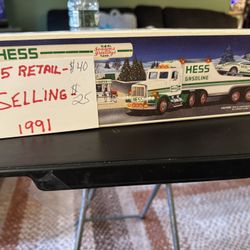 HESS
5 RETAIL- $40
SELLING $25
1991
HESS
GASOLINE